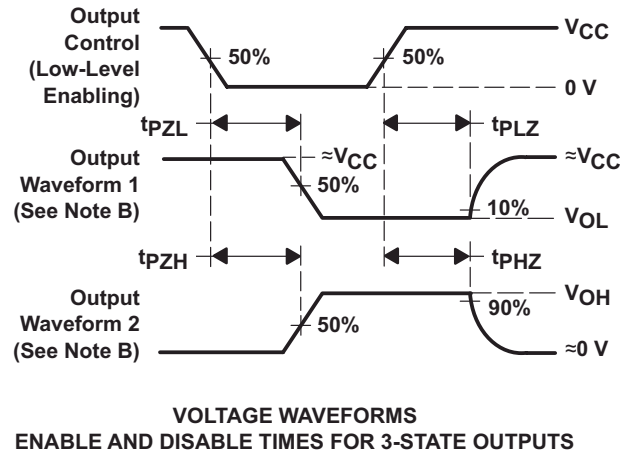 Output
Control
(Low-Level
Enabling)
50%
50%
VCC
0 V
tPZL
tPLZ
Output
Waveform 1
(See Note B)
≈VCC
50%
≈VCC
10%
VOL
tPZH
tPHZ
Output
Waveform 2
(See Note B)
50%
VOH
90%
≈0 V
VOLTAGE WAVEFORMS
ENABLE AND DISABLE TIMES FOR 3-STATE OUTPUTS